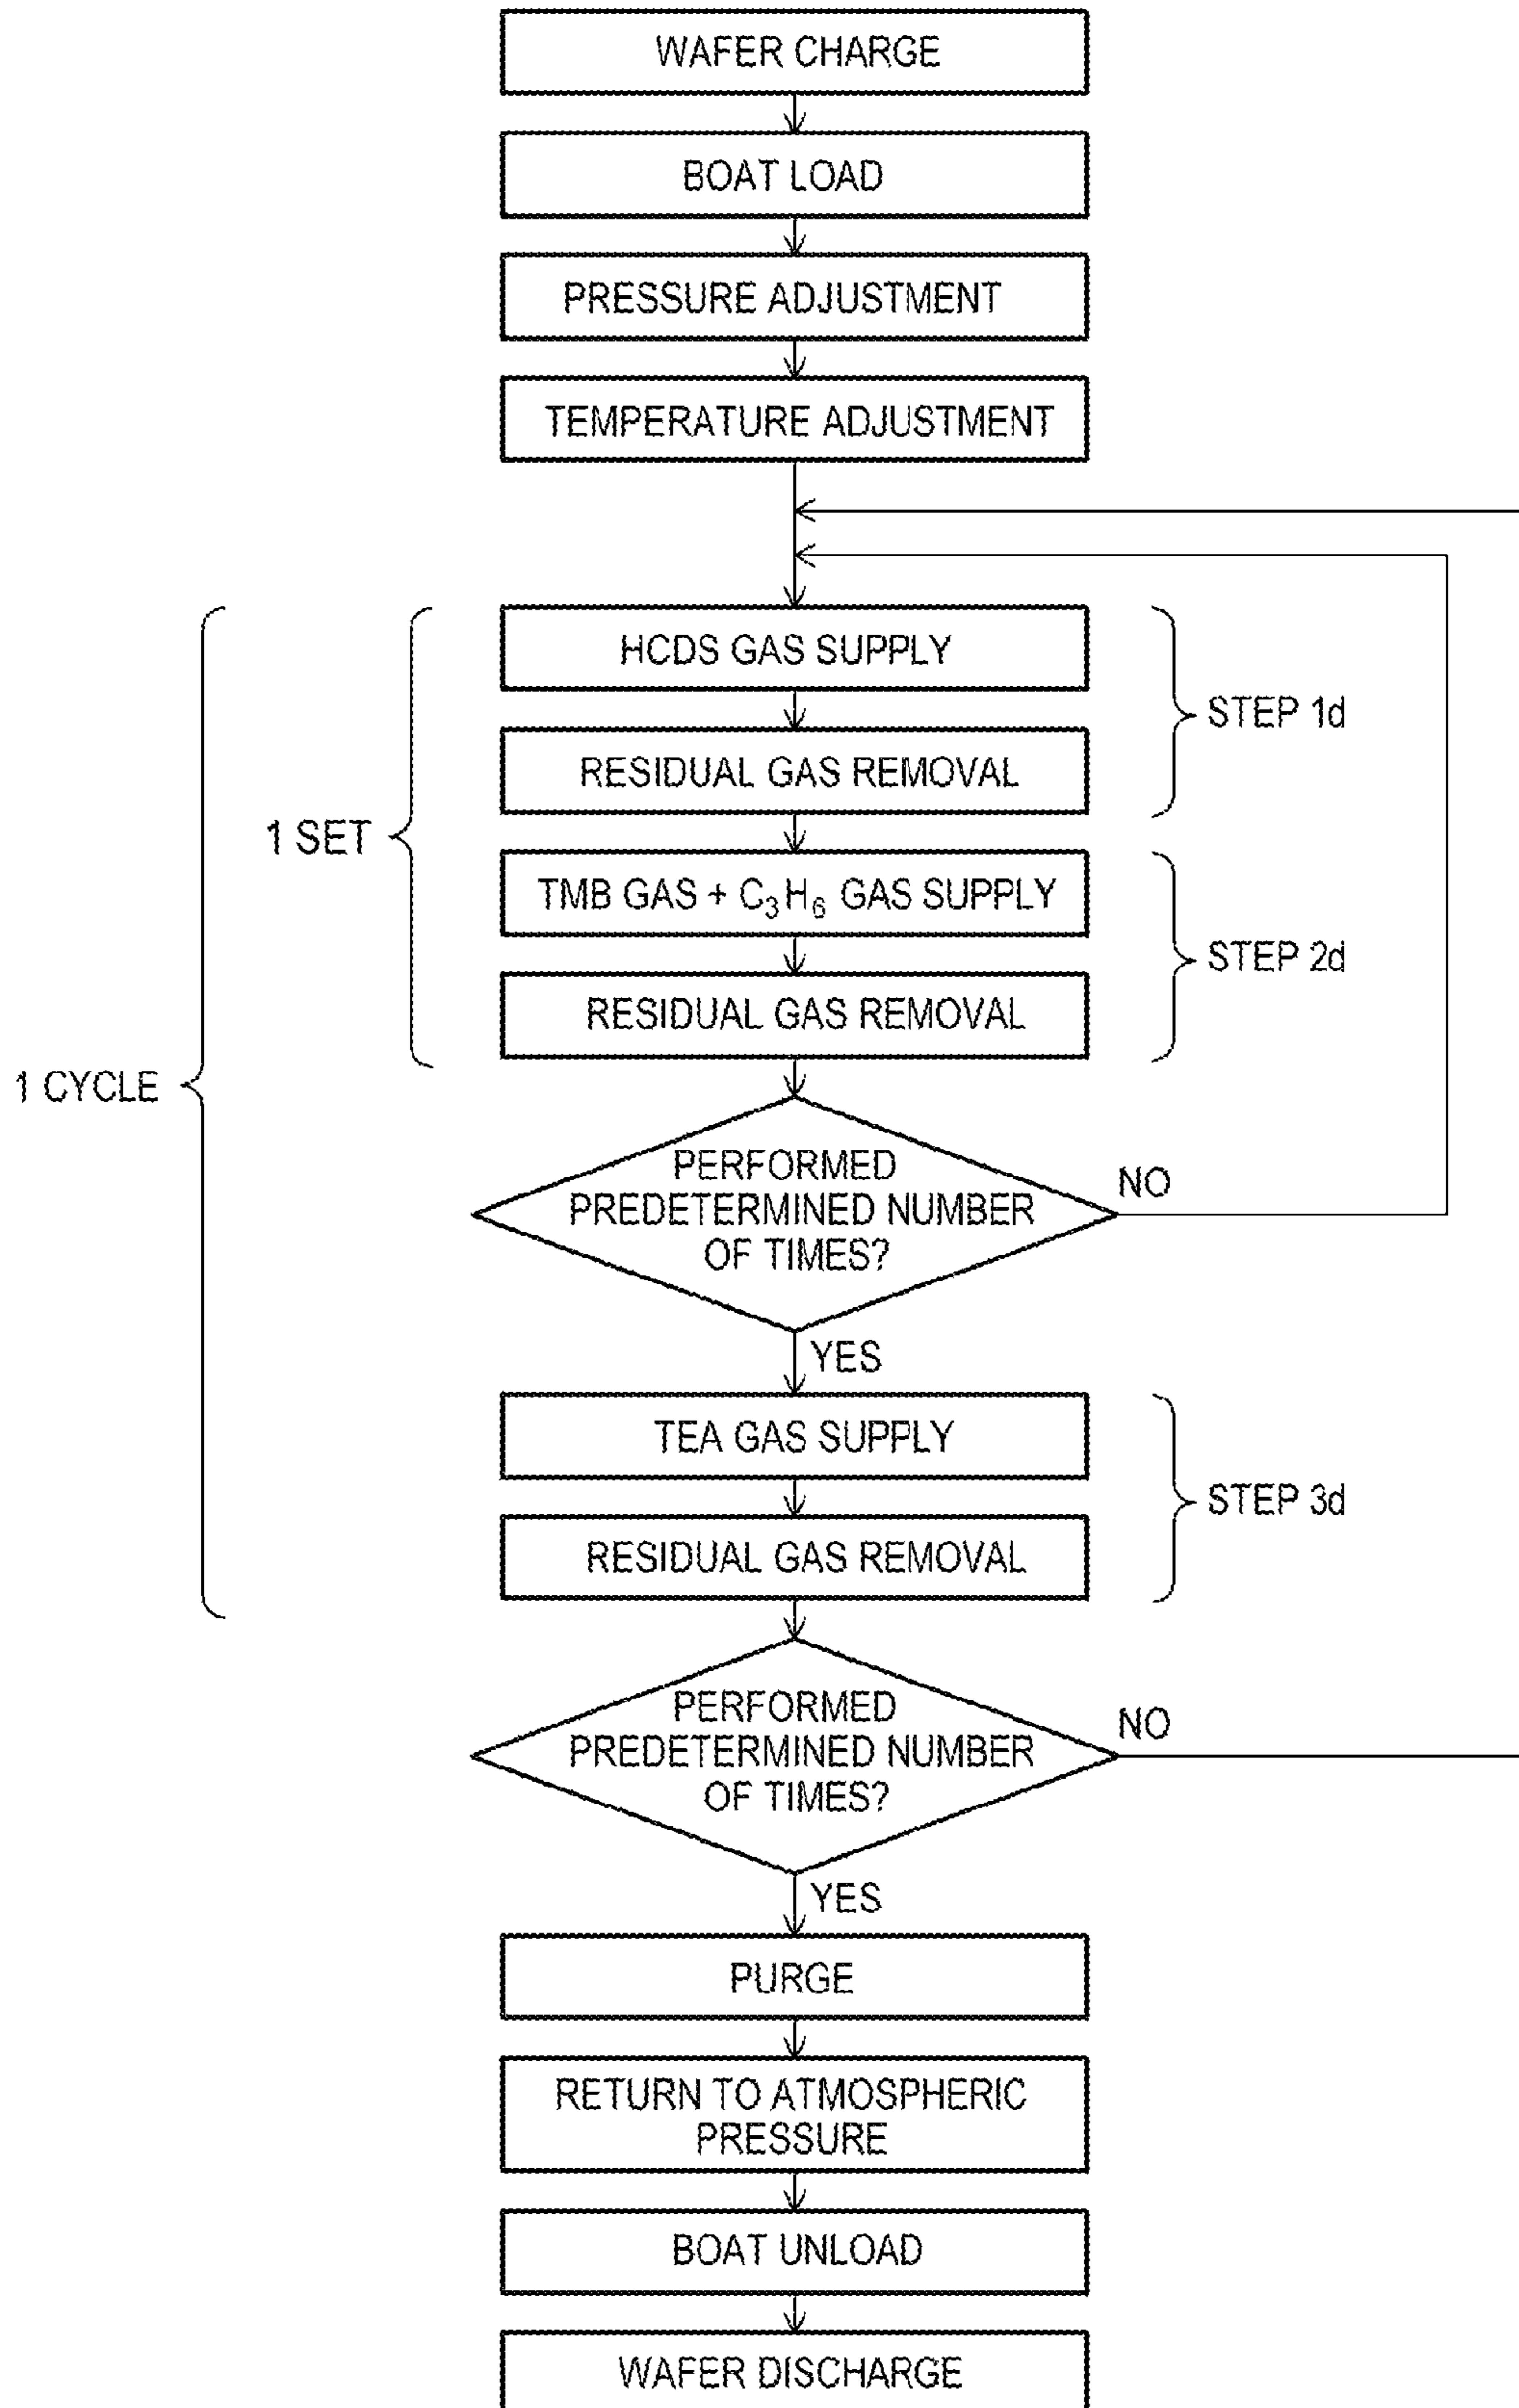 WAFER CHARGE
BOAT LOAD
PRESSURE ADJUSTMENT
TEMPERATURE ADJUSTMENT
HCDS GAS SUPPLY
STEP 1d
RESIDUAL GAS REMOVAL
1 SET
TMB GAS + C₃H₆ GAS SUPPLY
STEP 2d
RESIDUAL GAS REMOVAL
1 CYCLE
PERFORMED
PREDETERMINED NUMBER
OF TIMES?
NO
YES
TEA GAS SUPPLY
STEP 3d
RESIDUAL GAS REMOVAL
PERFORMED
PREDETERMINED NUMBER
OF TIMES?
NO
YES
PURGE
RETURN TO ATMOSPHERIC
PRESSURE
BOAT UNLOAD
WAFER DISCHARGE